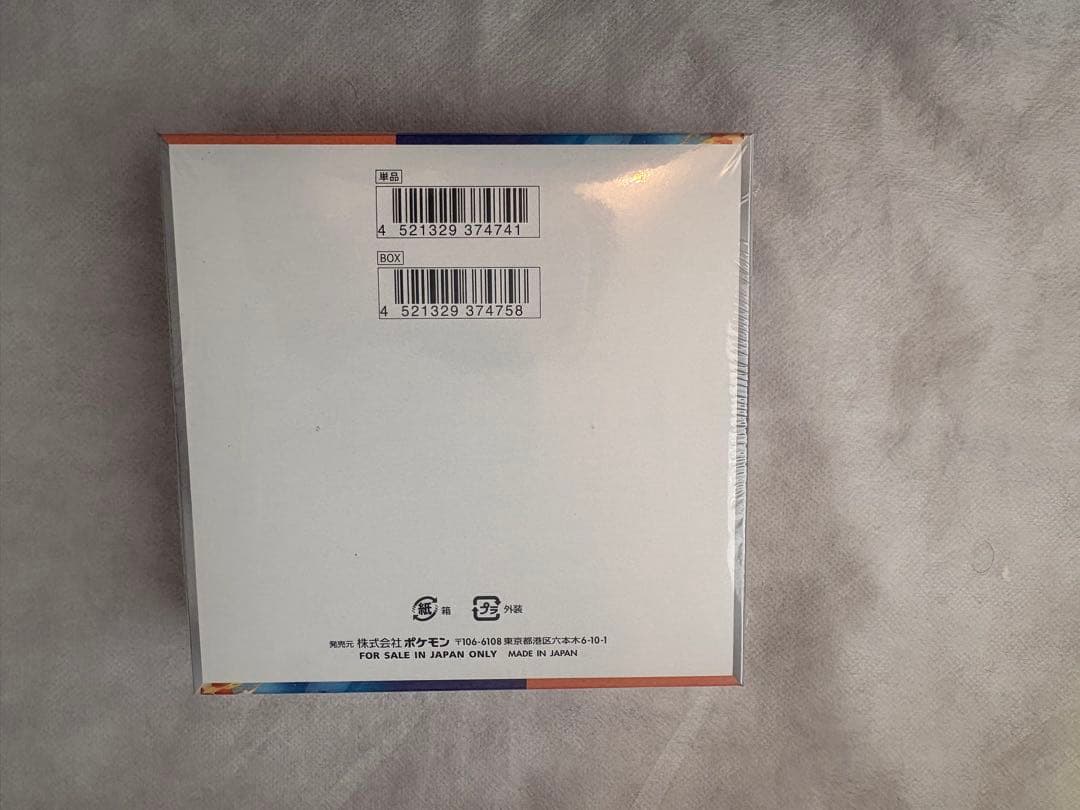 単品
4 521329 374741
BOX
4 521329 374758
紙 箱 プラ 外装
発売元 株式会社 ポケモン 〒106-6108 東京都港区六本木6-10-1
FOR SALE IN JAPAN ONLY MADE IN JAPAN